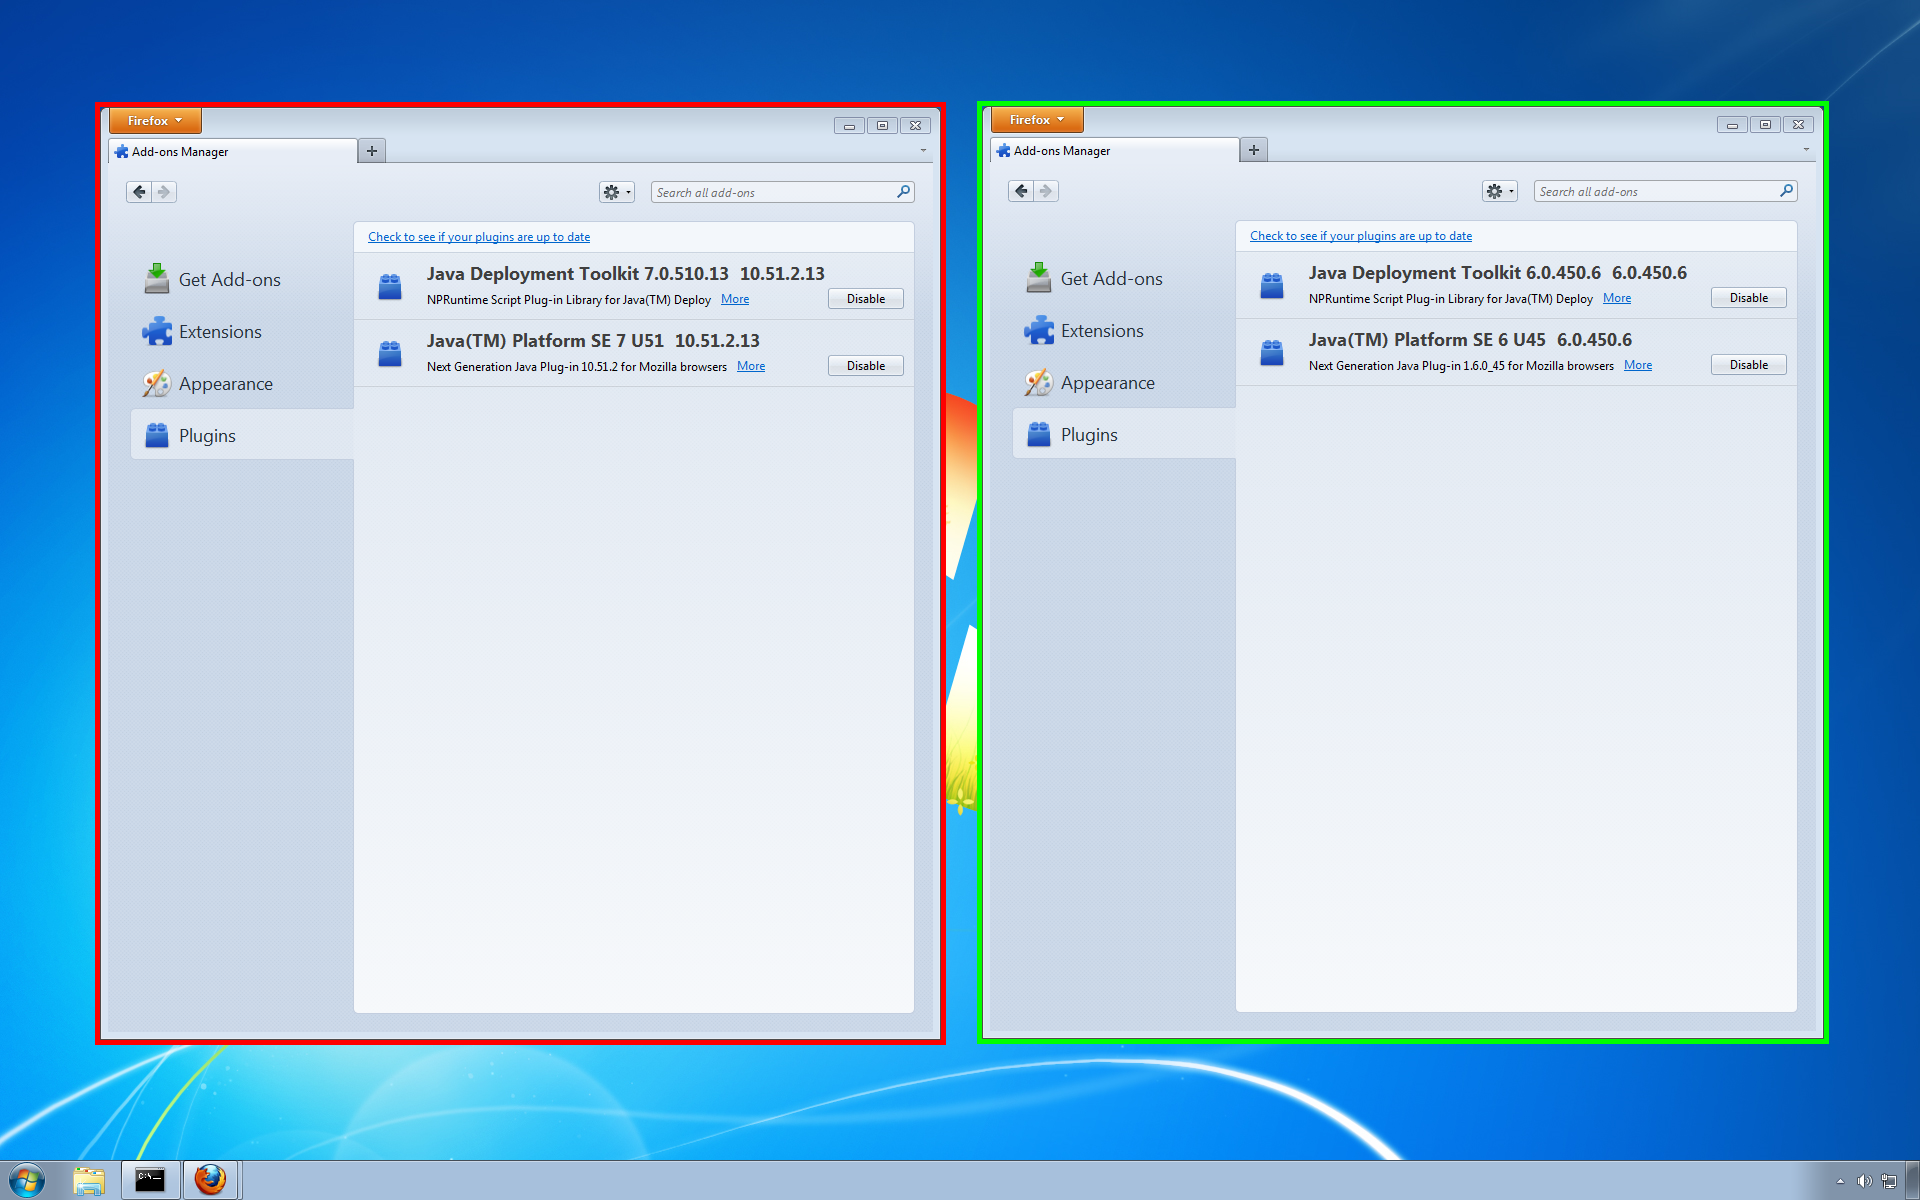 Firefox
Add-ons Manager
Search all add-ons
Check to see if your plugins are up to date
Get Add-ons
Extensions
Appearance
Plugins
Java Deployment Toolkit 7.0.510.13 10.51.2.13
NPRuntime Script Plug-in Library for Java(TM) Deploy More
Disable
Java(TM) Platform SE 7 U51 10.51.2.13
Next Generation Java Plug-in 10.51.2 for Mozilla browsers More
Disable
Firefox
Add-ons Manager
Search all add-ons
Check to see if your plugins are up to date
Get Add-ons
Extensions
Appearance
Plugins
Java Deployment Toolkit 6.0.450.6 6.0.450.6
NPRuntime Script Plug-in Library for Java(TM) Deploy More
Disable
Java(TM) Platform SE 6 U45 6.0.450.6
Next Generation Java Plug-in 1.6.0_45 for Mozilla browsers More
Disable
C:\.